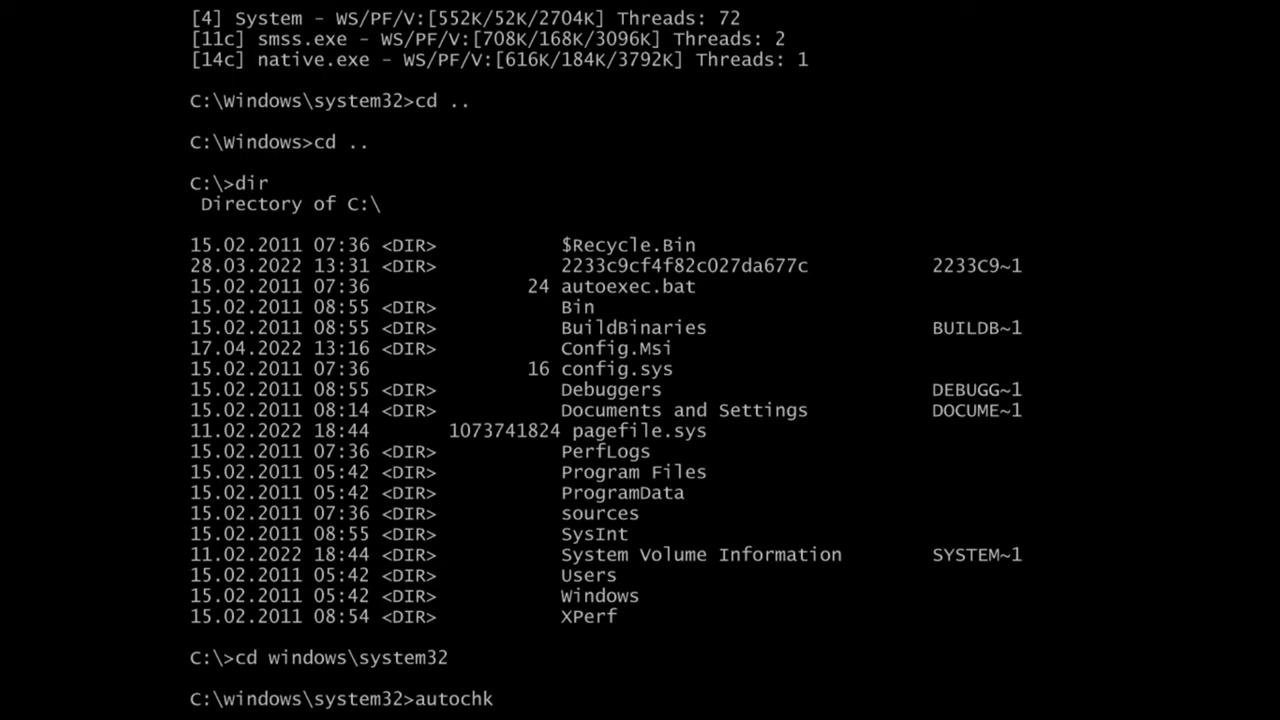 [4] System - WS/PF/V:[552K/52K/2704K] Threads: 72
[11c] smss.exe - WS/PF/V:[708K/168K/3096K] Threads: 2
[14c] native.exe - WS/PF/V:[616K/184K/3792K] Threads: 1
C:\Windows\system32>cd ..
C:\Windows>cd ..
C:\>dir
Directory of C:\
15.02.2011 07:36 <DIR> $Recycle.Bin
28.03.2022 13:31 <DIR> 2233c9cf4f82c027da677c 2233C9~1
15.02.2011 07:36 24 autoexec.bat
15.02.2011 08:55 <DIR> Bin
15.02.2011 08:55 <DIR> BuildBinaries BUILDB~1
17.04.2022 13:16 <DIR> Config.Msi
15.02.2011 07:36 16 config.sys
15.02.2011 08:55 <DIR> Debuggers DEBUGG~1
15.02.2011 08:14 <DIR> Documents and Settings DOCUME~1
11.02.2022 18:44 1073741824 pagefile.sys
15.02.2011 07:36 <DIR> PerfLogs
15.02.2011 05:42 <DIR> Program Files
15.02.2011 05:42 <DIR> ProgramData
15.02.2011 07:36 <DIR> sources
15.02.2011 08:55 <DIR> SysInt
11.02.2022 18:44 <DIR> System Volume Information SYSTEM~1
15.02.2011 05:42 <DIR> Users
15.02.2011 05:42 <DIR> Windows
15.02.2011 08:54 <DIR> XPerf
C:\>cd windows\system32
C:\windows\system32>autochk